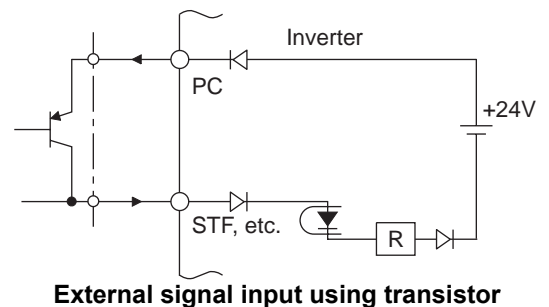 Inverter
PC
+24V
STF, etc.
R
External signal input using transistor